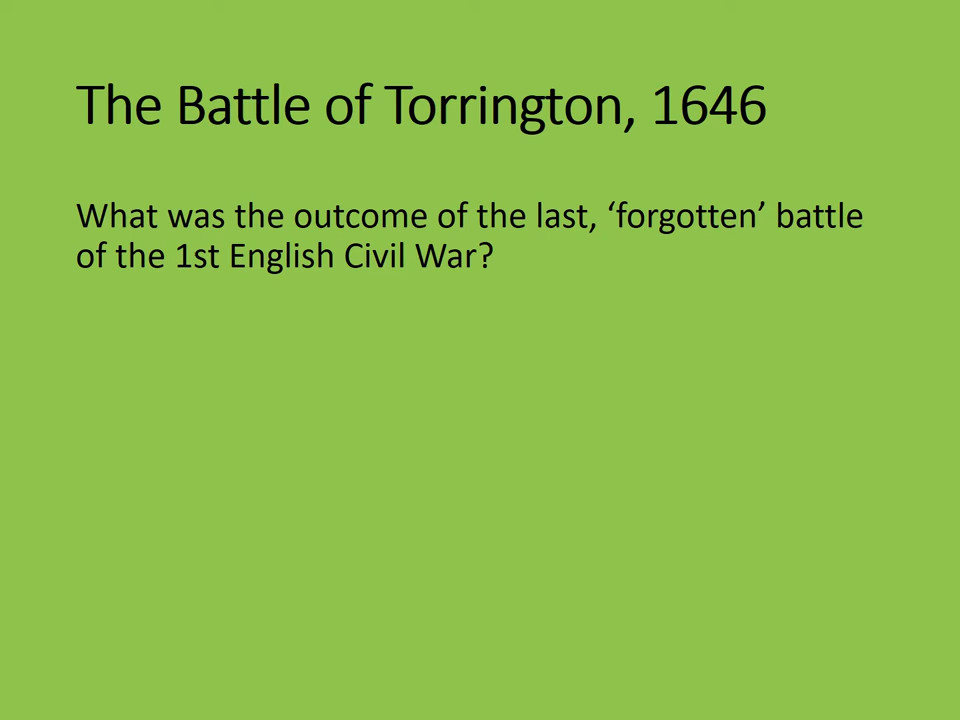 The Battle of Torrington, 1646
What was the outcome of the last, ‘forgotten’ battle
of the 1st English Civil War?